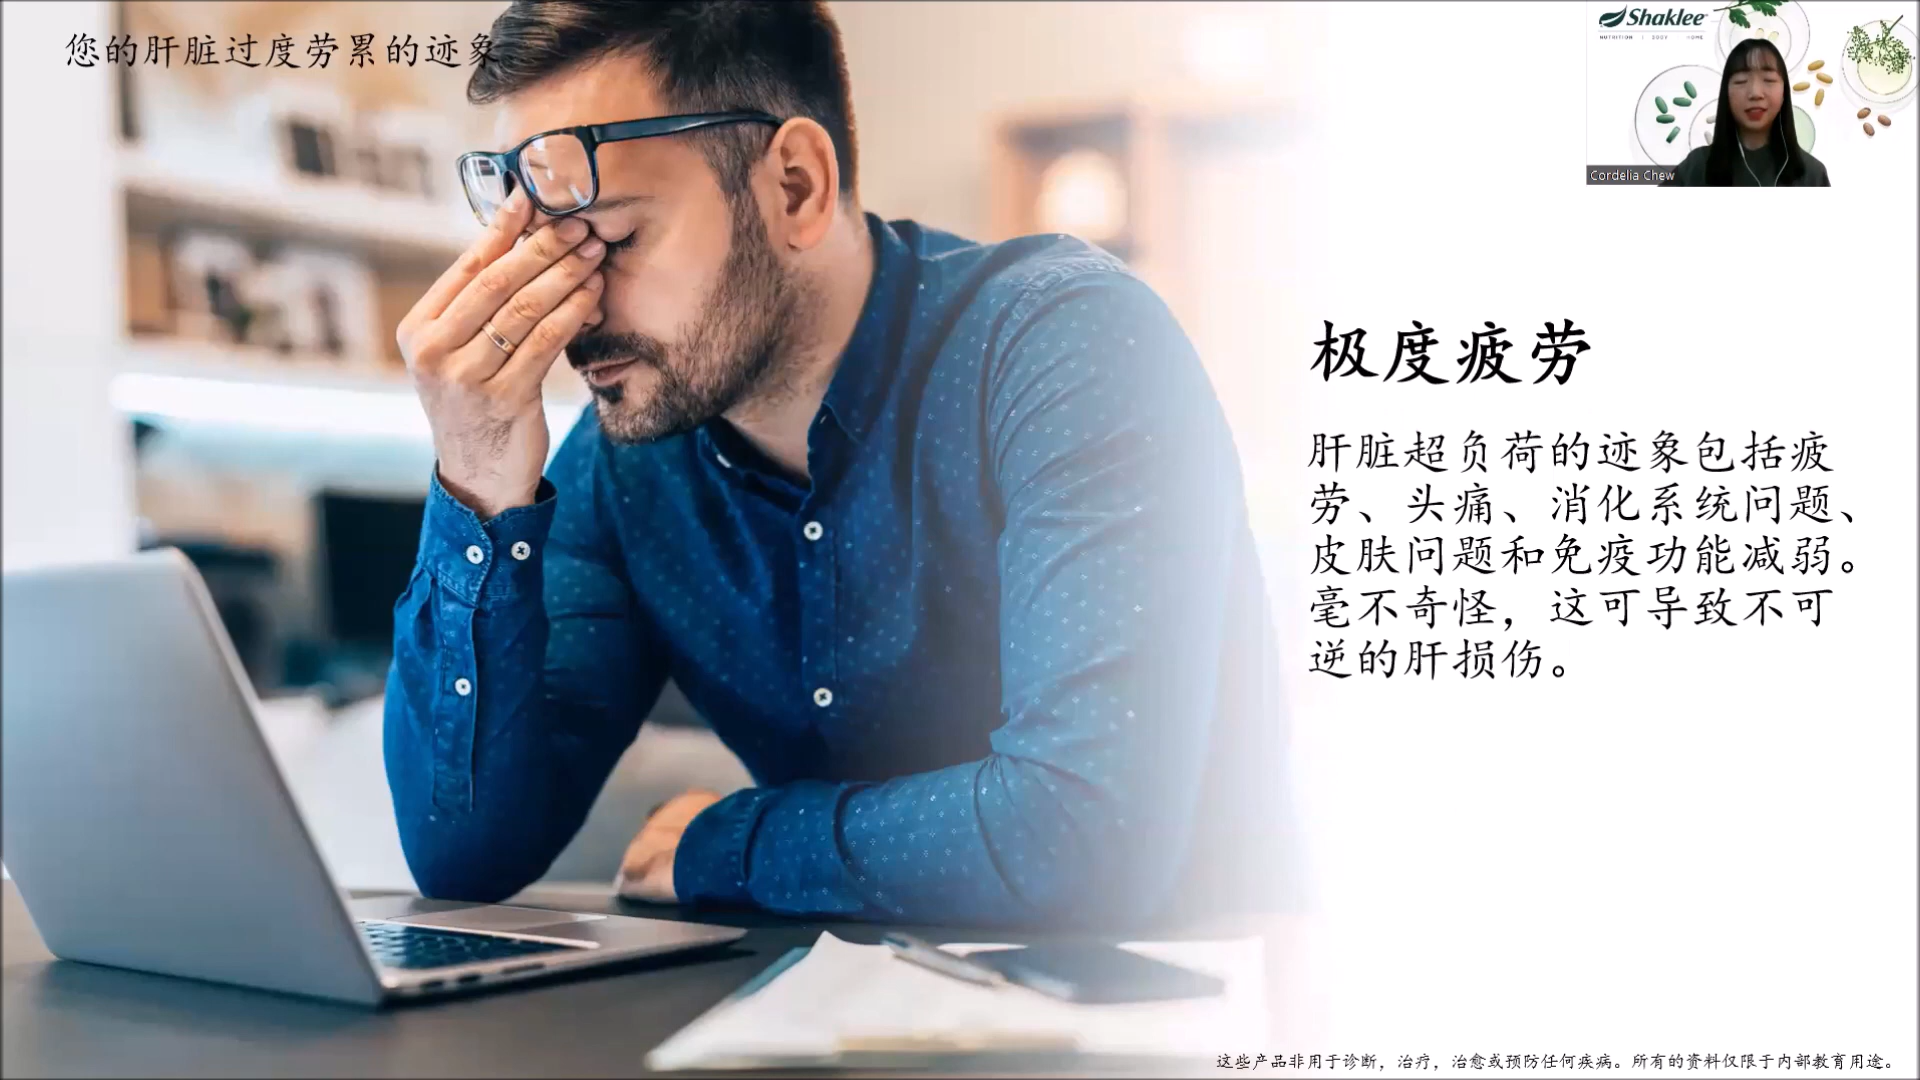 您的肝脏过度劳累的迹象
Shaklee
NUTRITION | BODY | HOME
Cordelia Chew
极度疲劳
肝脏超负荷的迹象包括疲
劳、头痛、消化系统问题、
皮肤问题和免疫功能减弱。
毫不奇怪，这可导致不可
逆的肝损伤。
这些产品非用于诊断，治疗，治愈或预防任何疾病。所有的资料仅限于内部教育用途。